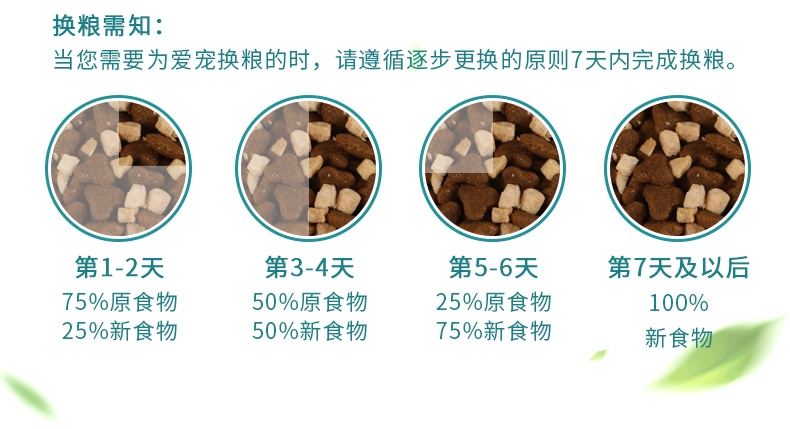 换粮需知：
当您需要为爱宠换粮的时，请遵循逐步更换的原则7天内完成换粮。
第1-2天
75%原食物
25%新食物
第3-4天
50%原食物
50%新食物
第5-6天
25%原食物
75%新食物
第7天及以后
100%
新食物